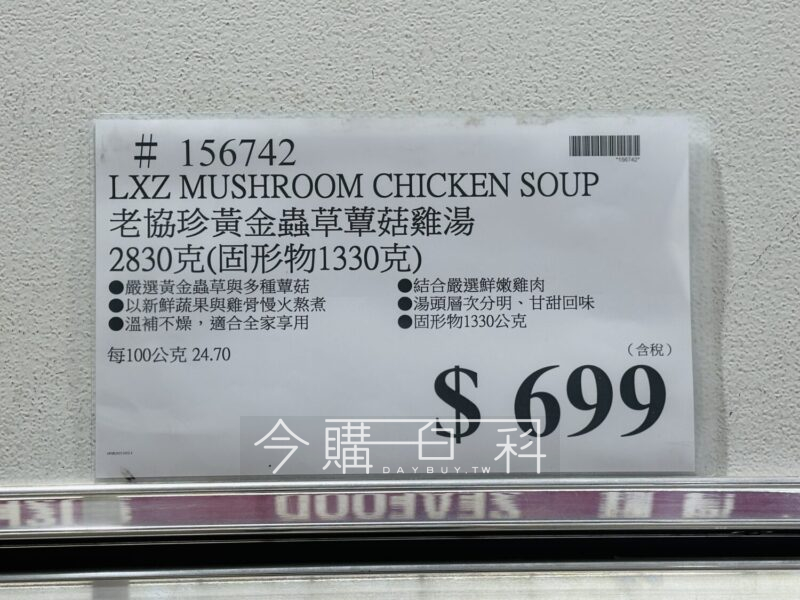 # 156742
*156742*
LXZ MUSHROOM CHICKEN SOUP
老協珍黃金蟲草蕈菇雞湯
2830克(固形物1330克)
●嚴選黃金蟲草與多種蕈菇
●以新鮮蔬果與雞骨慢火熬煮
●溫補不燥，適合全家享用
●結合嚴選鮮嫩雞肉
●湯頭層次分明、甘甜回味
●固形物1330公克
每100公克 24.70
（含稅）
$ 699
今購百科
DAYBUY.TW
SEAFOOD